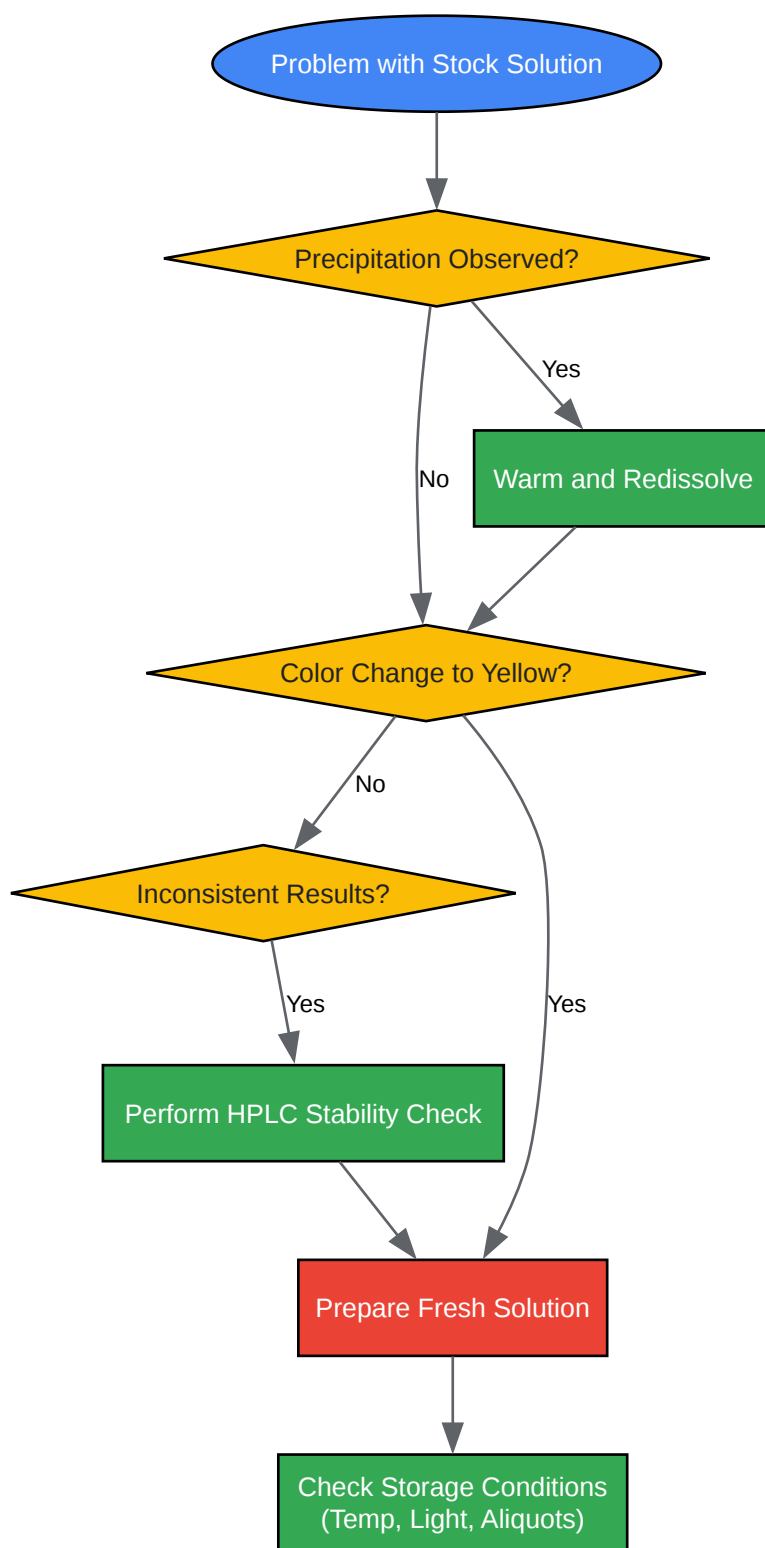 Problem with Stock Solution
Precipitation Observed?
Yes
Warm and Redissolve
No
Color Change to Yellow?
No
Inconsistent Results?
Yes
Yes
Perform HPLC Stability Check
Prepare Fresh Solution
Check Storage Conditions
(Temp, Light, Aliquots)